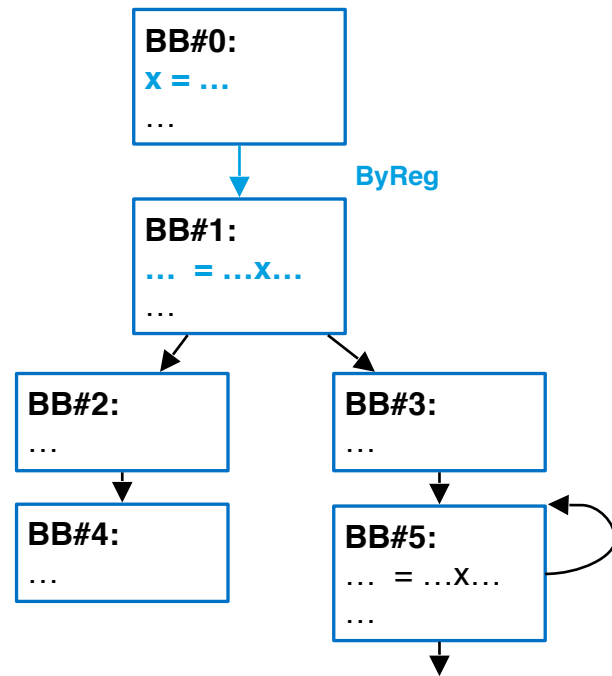 BB#0:
x = …
…
ByReg
BB#1:
… = …x…
…
BB#2:
…
BB#3:
…
BB#4:
…
BB#5:
… = …x…
…